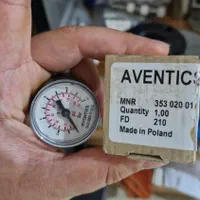 AVENTICS
MNR 353 020 01
Quantity 1,00
FD 210
Made in Poland